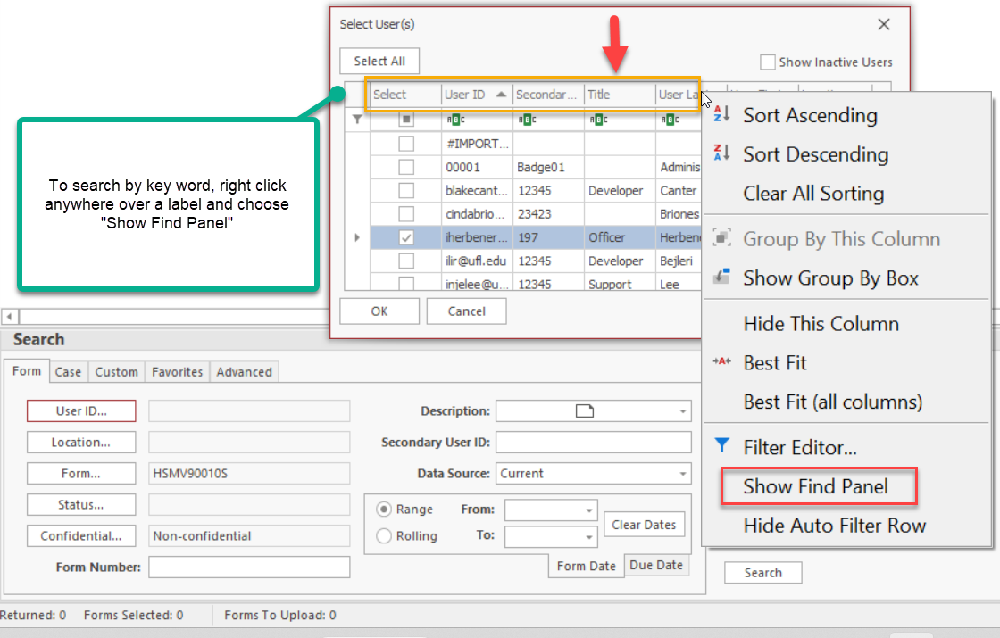 Select User(s)
Select All
Show Inactive Users
Select User ID Secondar... Title User La
#IMPORT...
00001 Badge01 Adminis
blakecant... 12345 Developer Canter
cindabrio... 23423 Briones
iherbener... 197 Officer Herben
ilir@ufl.edu 12345 Developer Bejleri
injelee@u... 12345 Support Lee
OK Cancel
To search by key word, right click
anywhere over a label and choose
"Show Find Panel"
Sort Ascending
Sort Descending
Clear All Sorting
Group By This Column
Show Group By Box
Hide This Column
Best Fit
Best Fit (all columns)
Filter Editor...
Show Find Panel
Hide Auto Filter Row
Search
Form Case Custom Favorites Advanced
User ID... Description:
Location... Secondary User ID:
Form... HSMV90010S Data Source: Current
Status... Range From: Clear Dates
Confidential... Non-confidential Rolling To:
Form Number: Form Date Due Date
Search
Returned: 0 Forms Selected: 0 Forms To Upload: 0